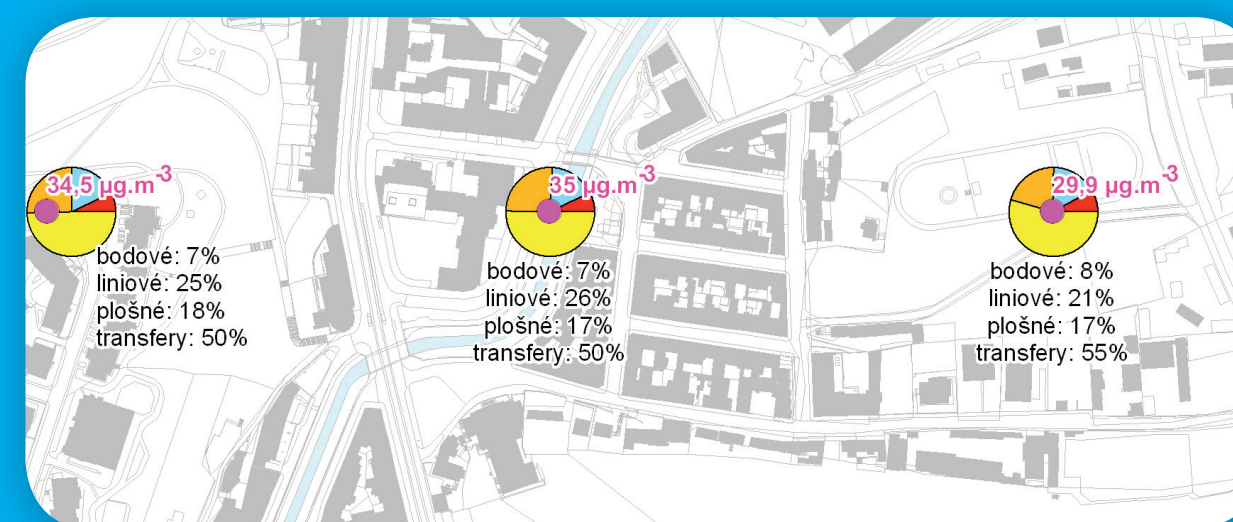 34,5 µg.m-3
bodové: 7%
liniové: 25%
plošné: 18%
transfery: 50%
35 µg.m-3
bodové: 7%
liniové: 26%
plošné: 17%
transfery: 50%
29,9 µg.m-3
bodové: 8%
liniové: 21%
plošné: 17%
transfery: 55%